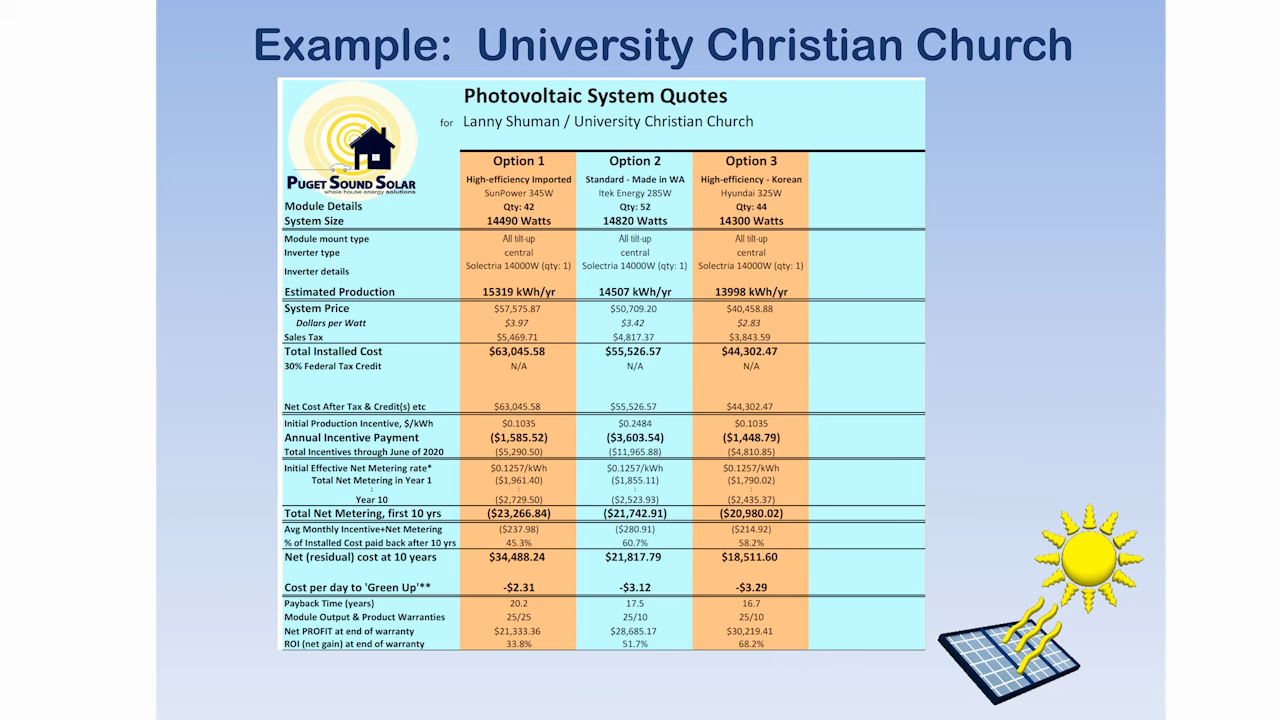 Example: University Christian Church
Photovoltaic System Quotes
for Lanny Shuman / University Christian Church
PUGET SOUND SOLAR
whole house energy solutions
Option 1 Option 2 Option 3
High-efficiency Imported Standard - Made in WA High-efficiency - Korean
SunPower 345W Itek Energy 285W Hyundai 325W
Module Details Qty: 42 Qty: 52 Qty: 44
System Size 14490 Watts 14820 Watts 14300 Watts
Module mount type All tilt-up All tilt-up All tilt-up
Inverter type central central central
Inverter details Solectria 14000W (qty: 1) Solectria 14000W (qty: 1) Solectria 14000W (qty: 1)
Estimated Production 15319 kWh/yr 14507 kWh/yr 13998 kWh/yr
System Price $57,575.87 $50,709.20 $40,458.88
Dollars per Watt $3.97 $3.42 $2.83
Sales Tax $5,469.71 $4,817.37 $3,843.59
Total Installed Cost $63,045.58 $55,526.57 $44,302.47
30% Federal Tax Credit N/A N/A N/A
Net Cost After Tax & Credit(s) etc $63,045.58 $55,526.57 $44,302.47
Initial Production Incentive, $/kWh $0.1035 $0.2484 $0.1035
Annual Incentive Payment ($1,585.52) ($3,603.54) ($1,448.79)
Total Incentives through June of 2020 ($5,290.50) ($11,965.88) ($4,810.85)
Initial Effective Net Metering rate* $0.1257/kWh $0.1257/kWh $0.1257/kWh
Total Net Metering in Year 1 ($1,961.40) ($1,855.11) ($1,790.02)
: : : :
Year 10 ($2,729.50) ($2,523.93) ($2,435.37)
Total Net Metering, first 10 yrs ($23,266.84) ($21,742.91) ($20,980.02)
Avg Monthly Incentive+Net Metering ($237.98) ($280.91) ($214.92)
% of Installed Cost paid back after 10 yrs 45.3% 60.7% 58.2%
Net (residual) cost at 10 years $34,488.24 $21,817.79 $18,511.60
Cost per day to 'Green Up'** -$2.31 -$3.12 -$3.29
Payback Time (years) 20.2 17.5 16.7
Module Output & Product Warranties 25/25 25/10 25/10
Net PROFIT at end of warranty $21,333.36 $28,685.17 $30,219.41
ROI (net gain) at end of warranty 33.8% 51.7% 68.2%